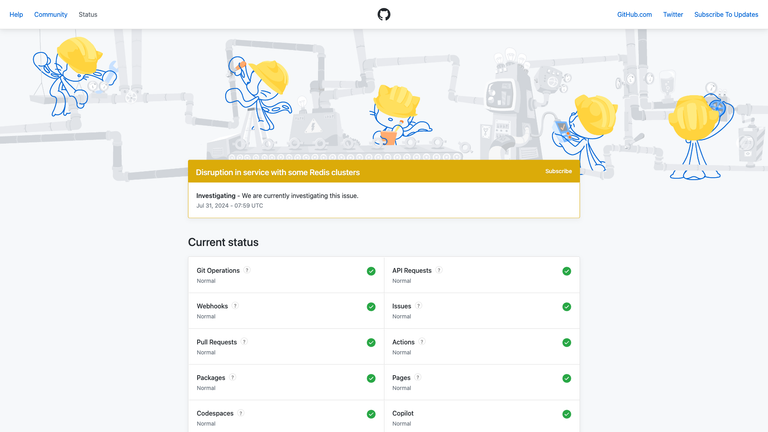 Help Community Status GitHub.com Twitter Subscribe To Updates
Disruption in service with some Redis clusters Subscribe
Investigating - We are currently investigating this issue.
Jul 31, 2024 - 07:59 UTC
Current status
Git Operations ? API Requests ?
Normal Normal
Webhooks ? Issues ?
Normal Normal
Pull Requests ? Actions ?
Normal Normal
Packages ? Pages ?
Normal Normal
Codespaces ? Copilot
Normal Normal